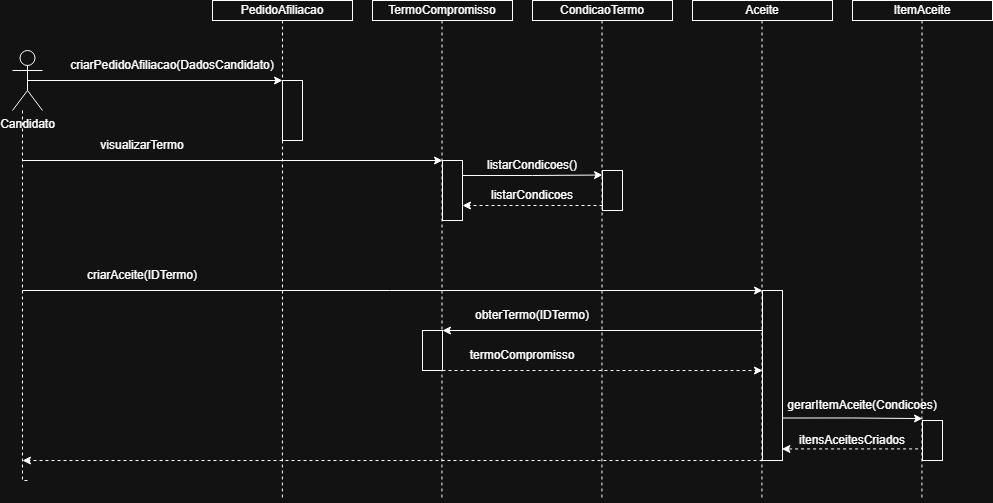 PedidoAfiliacao
TermoCompromisso
CondicaoTermo
Aceite
ItemAceite
criarPedidoAfiliacao(DadosCandidato)
Candidato
visualizarTermo
listarCondicoes()
listarCondicoes
criarAceite(IDTermo)
obterTermo(IDTermo)
termoCompromisso
gerarItemAceite(Condicoes)
itensAceitesCriados